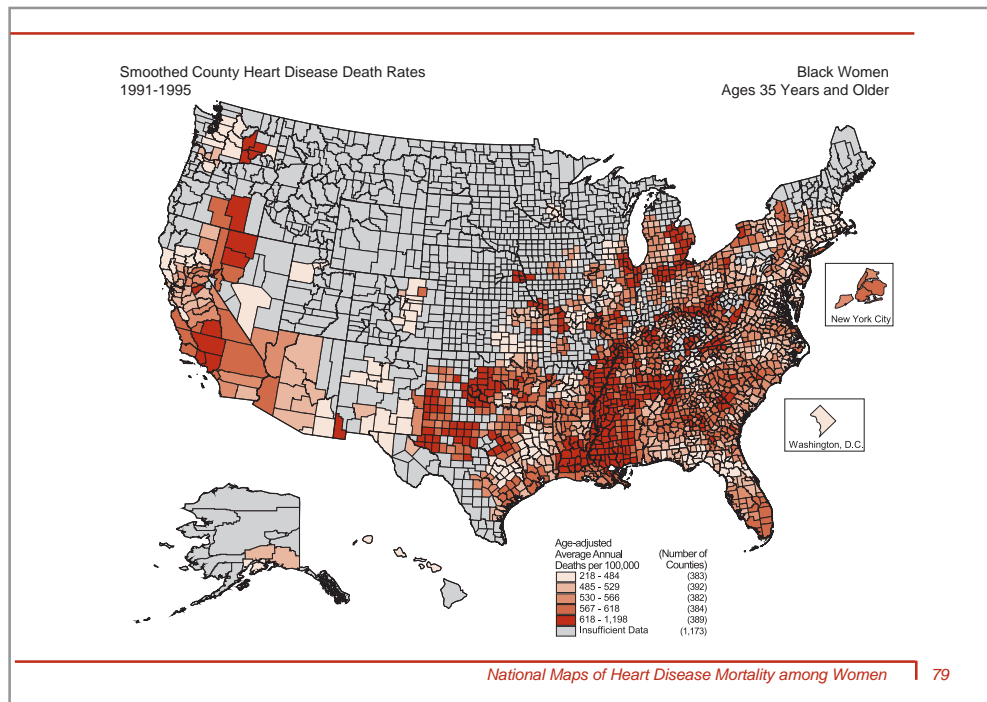 Smoothed County Heart Disease Death Rates
1991-1995
Black Women
Ages 35 Years and Older
New York City
Washington, D.C.
Age-adjusted
Average Annual
Deaths per 100,000
(Number of
Counties)
218 - 484 (383)
485 - 529 (392)
530 - 566 (382)
567 - 618 (384)
618 - 1,198 (389)
Insufficient Data (1,173)
National Maps of Heart Disease Mortality among Women 79